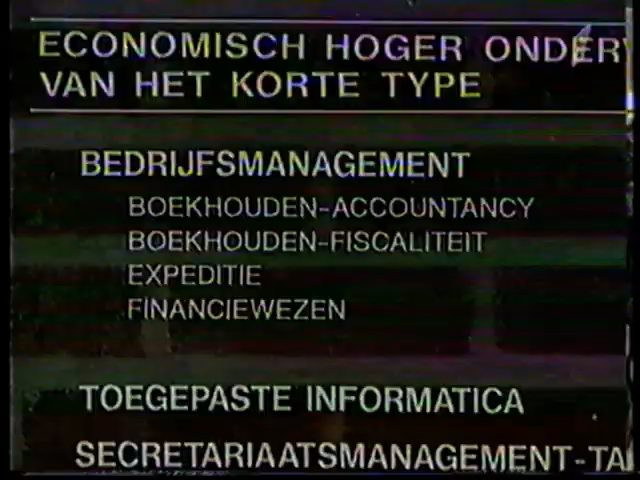 ECONOMISCH HOGER ONDER
VAN HET KORTE TYPE
BEDRIJFSMANAGEMENT
BOEKHOUDEN-ACCOUNTANCY
BOEKHOUDEN-FISCALITEIT
EXPEDITIE
FINANCIEWEZEN
TOEGEPASTE INFORMATICA
SECRETARIAATSMANAGEMENT-TA